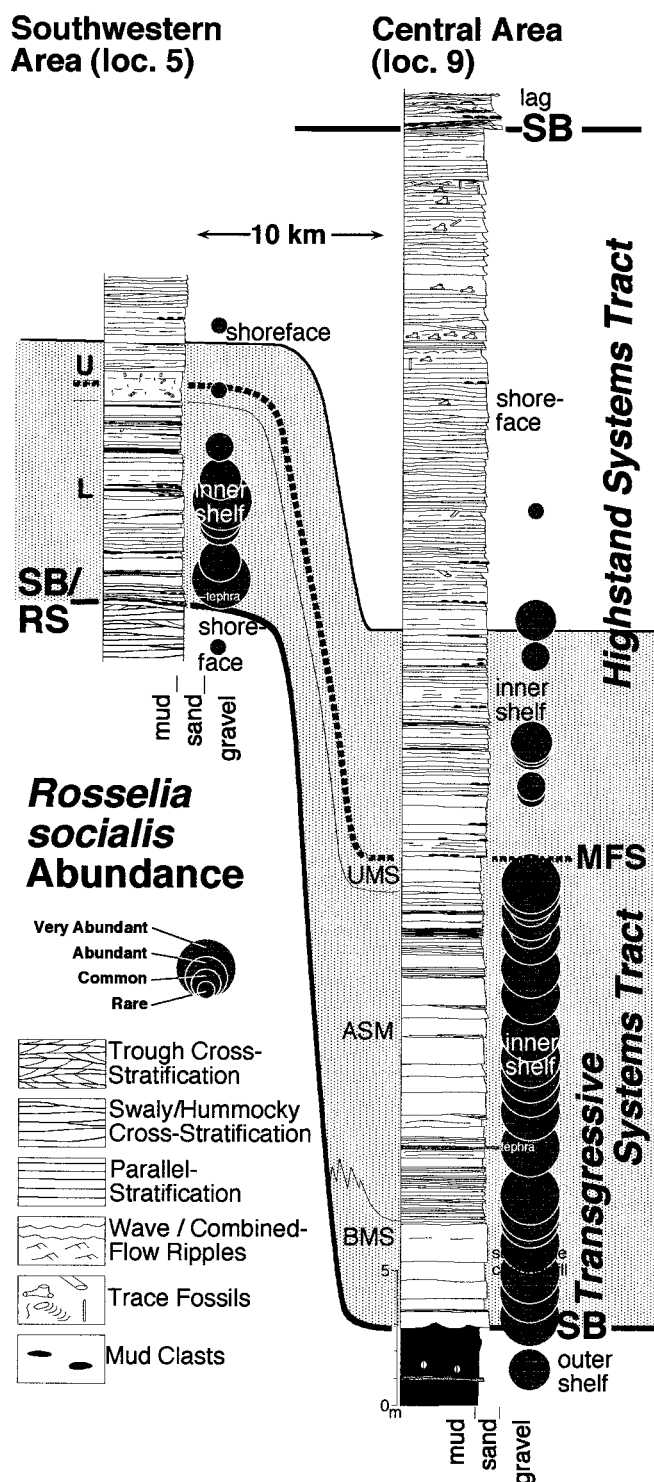 Southwestern
Area (loc. 5)
Central Area
(loc. 9)
lag
SB
10 km
shoreface
U
L
inner
shelf
tephra
SB/
RS
shore-
face
mud
sand
gravel
shore-
face
Highstand Systems Tract
inner
shelf
MFS
UMS
ASM
inner
shelf
tephra
BMS
Transgressive
Systems Tract
SB
outer
shelf
5
0m
mud
sand
gravel
Rosselia
socialis
Abundance
Very Abundant
Abundant
Common
Rare
Trough Cross-
Stratification
Swaly/Hummocky
Cross-Stratification
Parallel-
Stratification
Wave / Combined-
Flow Ripples
Trace Fossils
Mud Clasts